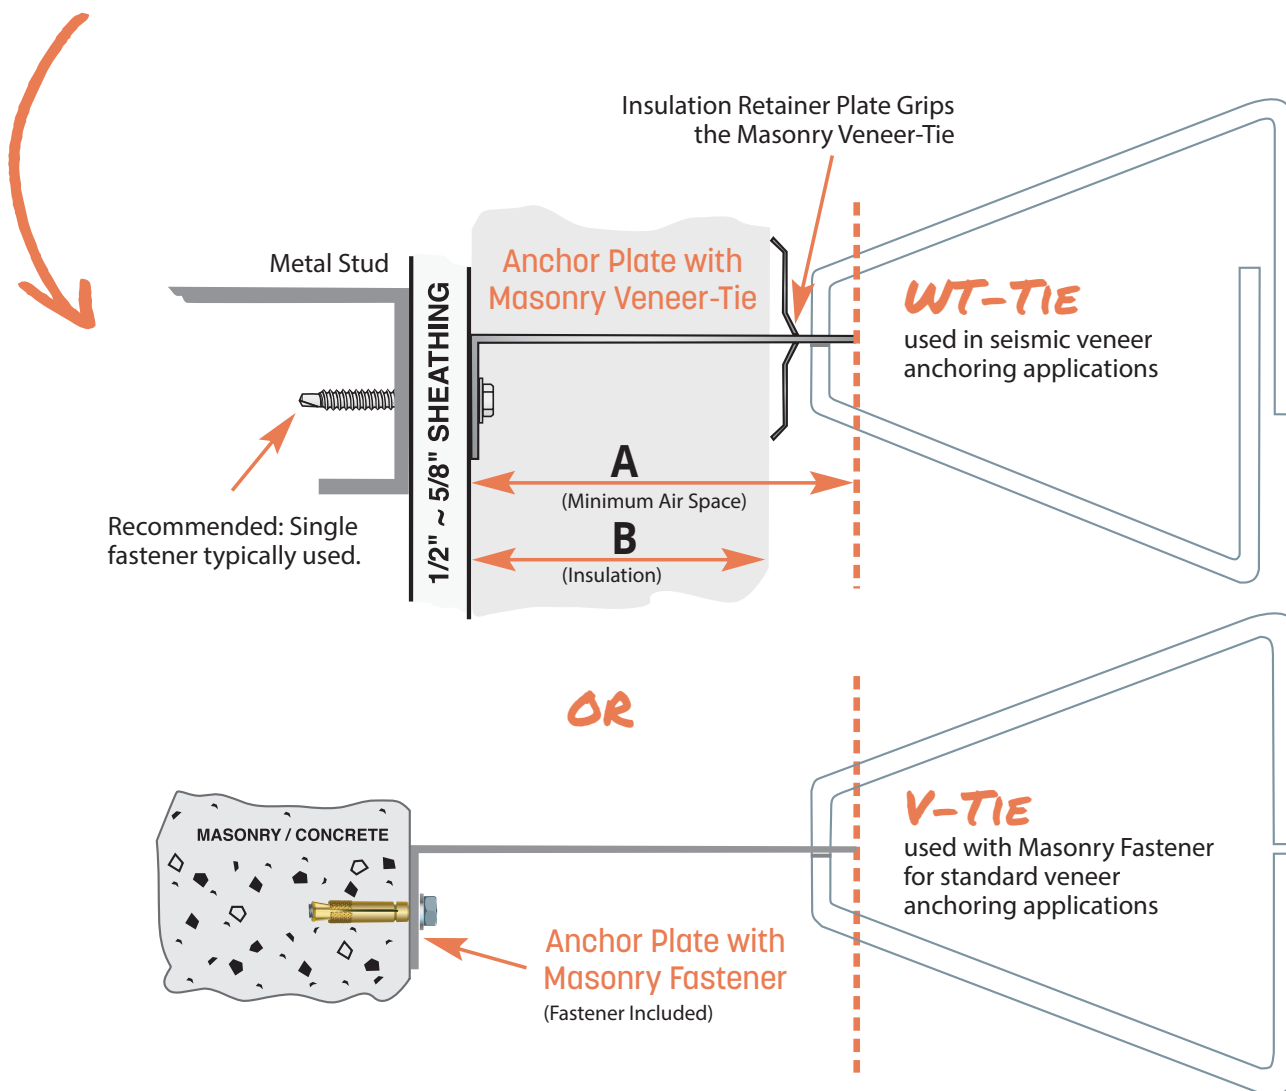 Insulation Retainer Plate Grips
the Masonry Veneer-Tie
Metal Stud
Anchor Plate with
Masonry Veneer-Tie
WT-TIE
used in seismic veneer
anchoring applications
1/2" ~ 5/8" SHEATHING
A
(Minimum Air Space)
B
(Insulation)
Recommended: Single
fastener typically used.
OR
MASONRY / CONCRETE
V-TIE
used with Masonry Fastener
for standard veneer
anchoring applications
Anchor Plate with
Masonry Fastener
(Fastener Included)